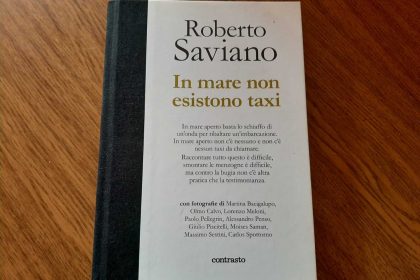 Roberto
Saviano
In mare non
esistono taxi
In mare aperto basta lo schiaffo di
un'onda per ribaltare un'imbarcazione.
In mare aperto non c'è nessuno e non c'è
nessun taxi da chiamare.
Raccontare tutto questo è difficile,
smontare le menzogne è difficile,
ma contro la bugia non c'è altra
pratica che la testimonianza.
con fotografie di Martina Bacigalupo,
Olmo Calvo, Lorenzo Meloni,
Paolo Pellegrin, Alessandro Penso,
Giulio Piscitelli, Moises Saman,
Massimo Sestini, Carlos Spottorno
contrasto